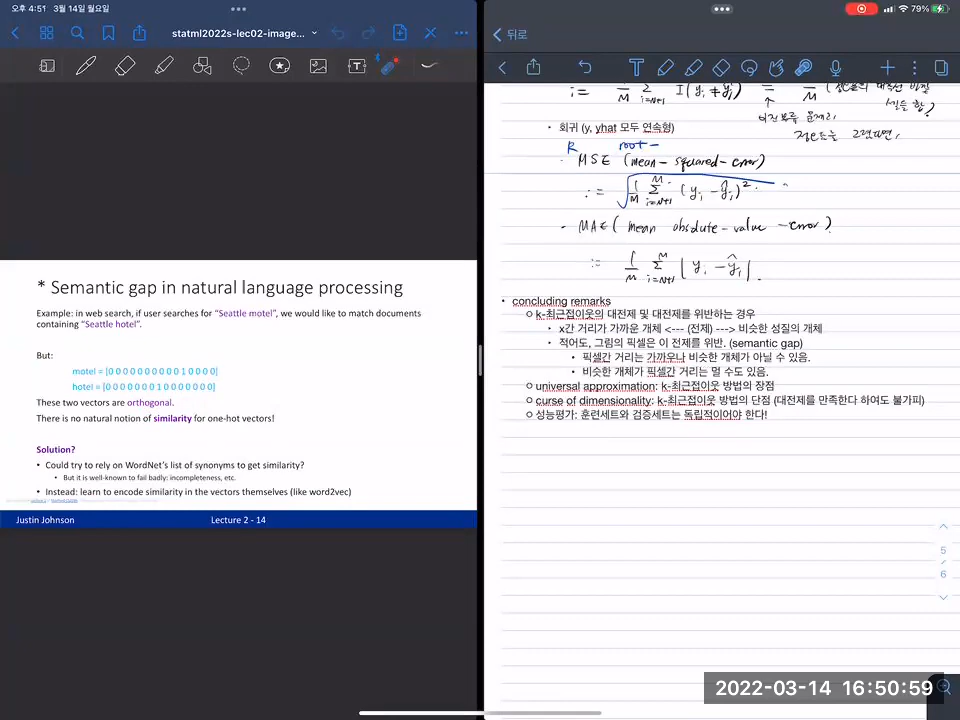 오후 4:51 3월 14일 월요일
79%
statml2022s-lec02-image...
뒤로
* Semantic gap in natural language processing
Example: in web search, if user searches for “Seattle motel”, we would like to match documents
containing “Seattle hotel”.
But:
motel = [0 0 0 0 0 0 0 0 0 0 1 0 0 0 0]
hotel = [0 0 0 0 0 0 0 1 0 0 0 0 0 0 0]
These two vectors are orthogonal.
There is no natural notion of similarity for one-hot vectors!
Solution?
• Could try to rely on WordNet’s list of synonyms to get similarity?
• But it is well-known to fail badly: incompleteness, etc.
• Instead: learn to encode similarity in the vectors themselves (like word2vec)
Justin Johnson
Lecture 2 - 14
i= 1/M Σ i=N+1 I(yi ≠ ŷi) =
• 회귀 (y, yhat 모두 연속형)
R root-
· MSE (mean-squared-error)
:= √ 1/M Σ M i=N+1 (yi - ŷi)²
- MAE (mean absolute-value-error)
:= 1/M Σ M i=N+1 |yi - ŷi|.
• concluding remarks
o k-최근접이웃의 대전제 및 대전제를 위반하는 경우
• x간 거리가 가까운 개체 <--- (전제) ---> 비슷한 성질의 개체
• 적어도, 그림의 픽셀은 이 전제를 위반. (semantic gap)
• 픽셀간 거리는 가까우나 비슷한 개체가 아닐 수 있음.
• 비슷한 개체가 픽셀간 거리는 멀 수도 있음.
o universal approximation: k-최근접이웃 방법의 장점
o curse of dimensionality: k-최근접이웃 방법의 단점 (대전제를 만족한다 하여도 불가피)
o 성능평가: 훈련세트와 검증세트는 독립적이어야 한다!
5
6
2022-03-14 16:50:59